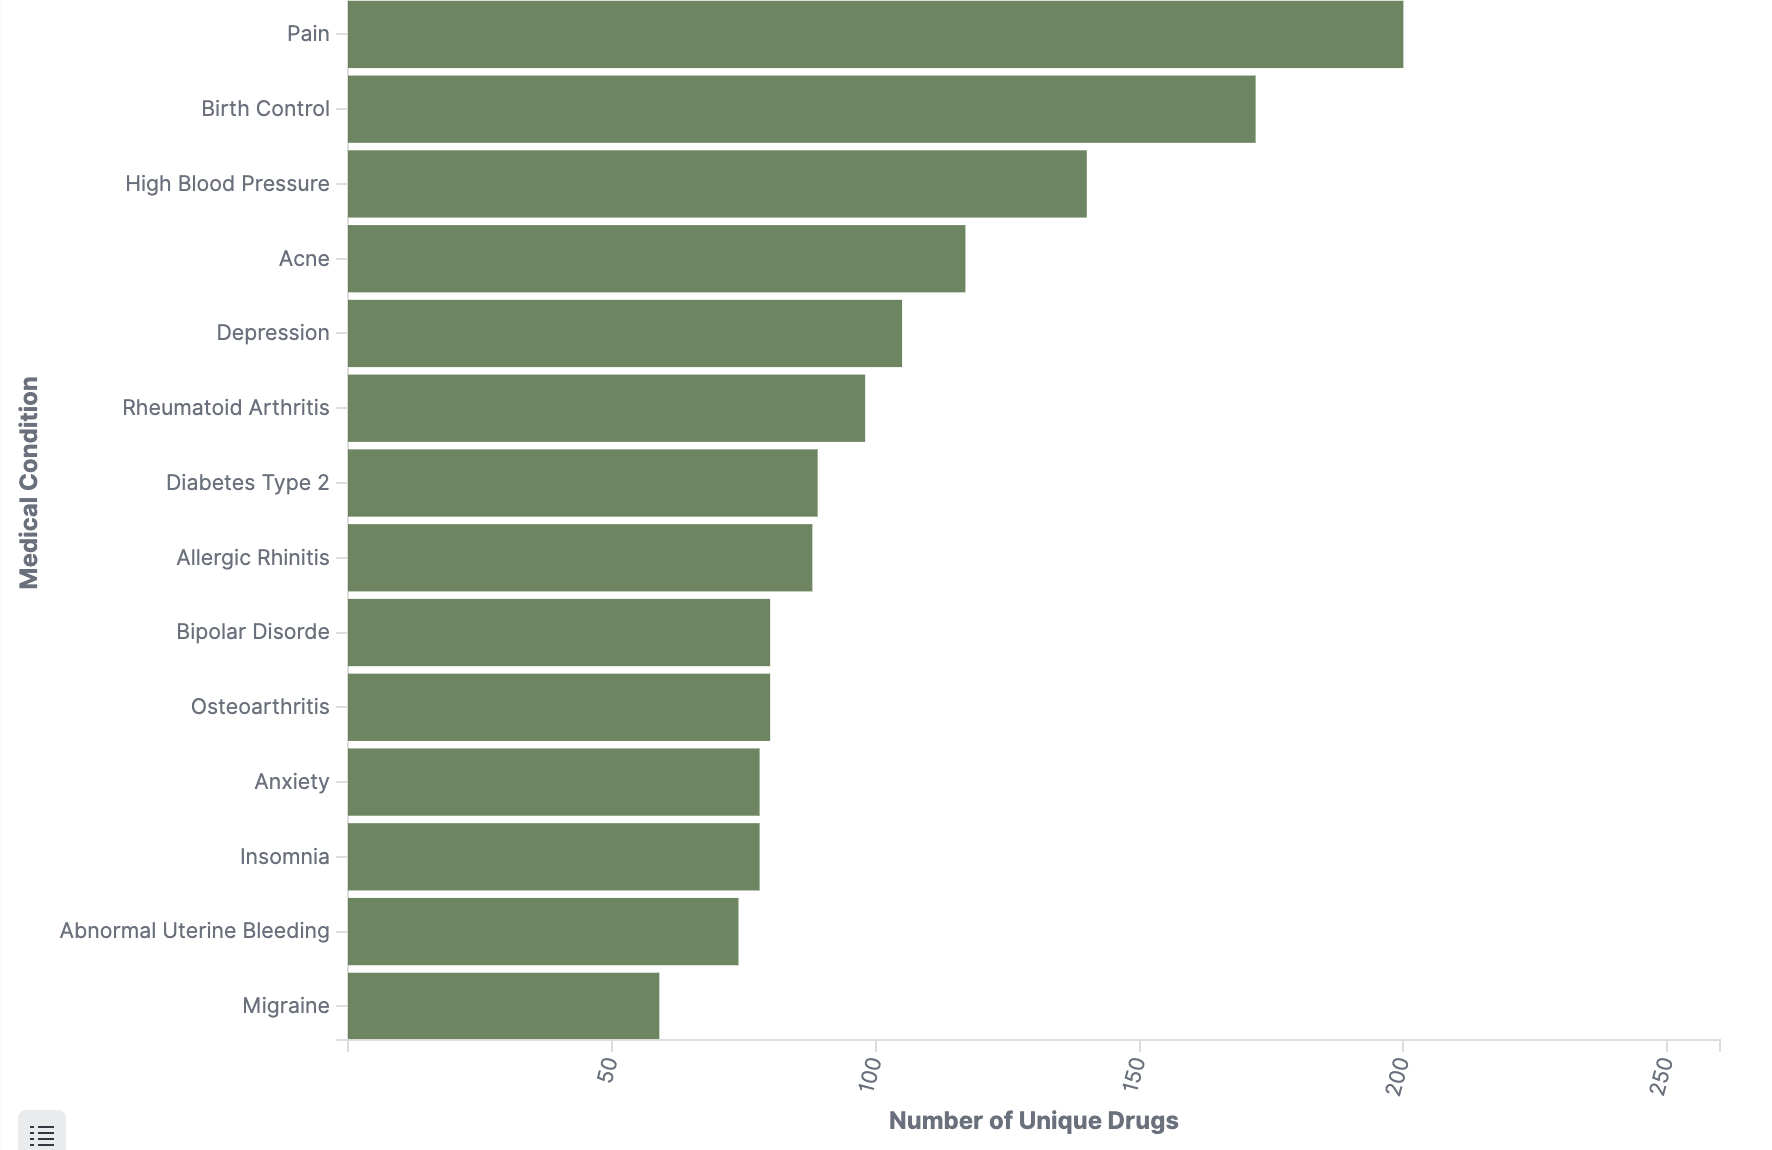 Pain
Birth Control
High Blood Pressure
Acne
Depression
Rheumatoid Arthritis
Diabetes Type 2
Allergic Rhinitis
Bipolar Disorde
Osteoarthritis
Anxiety
Insomnia
Abnormal Uterine Bleeding
Migraine
Medical Condition
50 100 150 200 250
Number of Unique Drugs